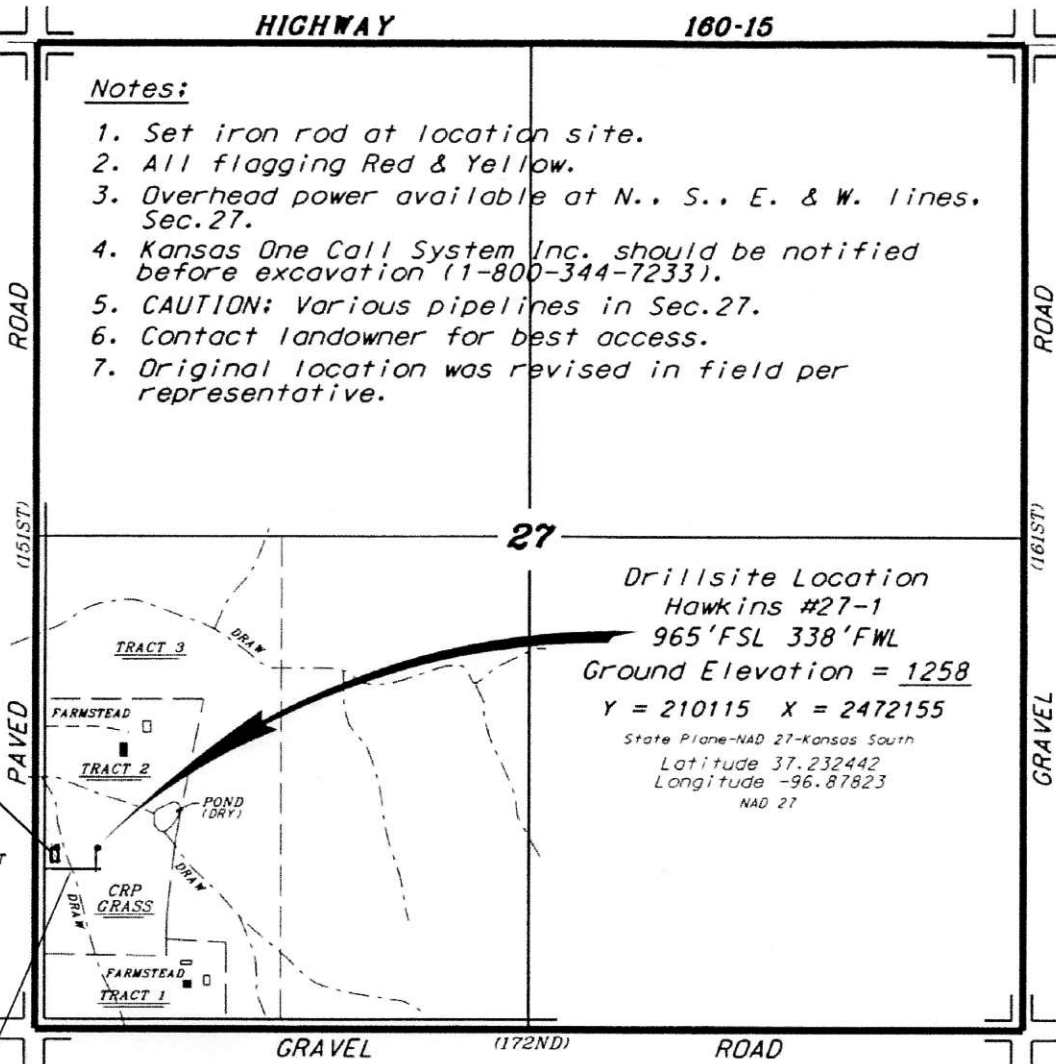 HIGHWAY 160-15
Notes:
1. Set iron rod at location site.
2. All flagging Red & Yellow.
3. Overhead power available at N., S., E. & W. lines,
Sec.27.
4. Kansas One Call System Inc. should be notified
before excavation (1-800-344-7233).
5. CAUTION: Various pipelines in Sec.27.
6. Contact landowner for best access.
7. Original location was revised in field per
representative.
ROAD
(151ST)
PAVED
ROAD
(161ST)
GRAVEL
27
Drillsite Location
Hawkins #27-1
965'FSL 338'FWL
Ground Elevation = 1258
Y = 210115 X = 2472155
State Plane-NAD 27-Kansas South
Latitude 37.232442
Longitude -96.87823
NAD 27
DRAW
TRACT 3
FARMSTEAD
TRACT 2
POND
(DRY)
T
DRAW
CRP
GRASS
DRAW
FARMSTEAD
TRACT 1
GRAVEL (172ND) ROAD